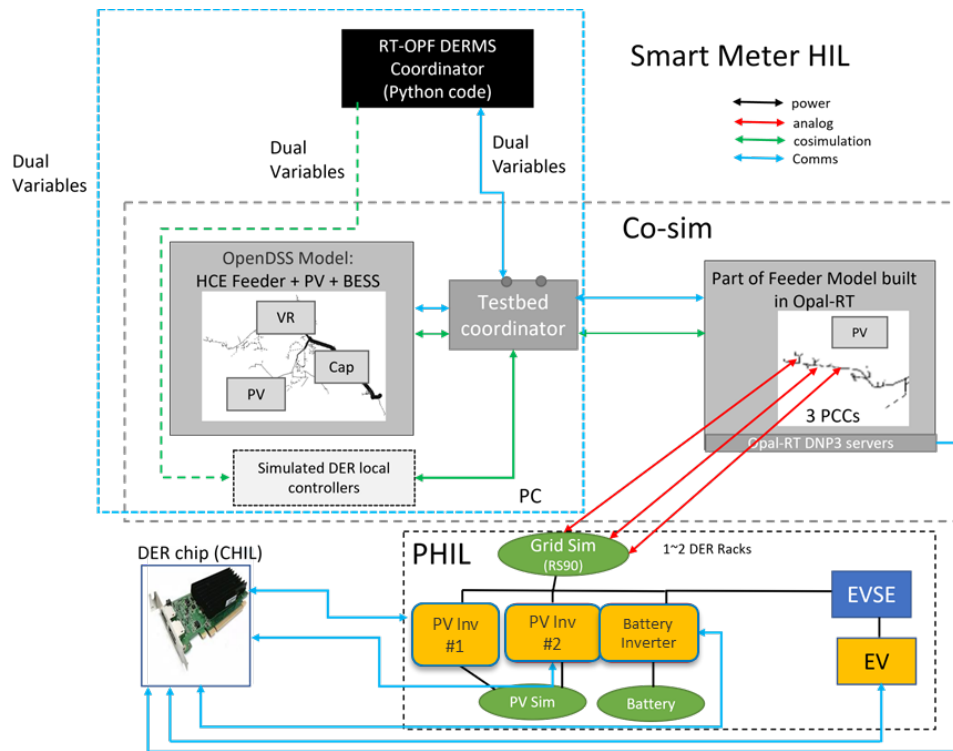 RT-OPF DERMS
Coordinator
(Python code)
Smart Meter HIL
power
analog
cosimulation
Comms
Dual
Variables
Dual
Variables
Dual
Variables
Co-sim
OpenDSS Model:
HCE Feeder + PV + BESS
VR
Cap
PV
Testbed
coordinator
Part of Feeder Model built
in Opal-RT
PV
3 PCCs
Opal-RT DNP3 servers
Simulated DER local
controllers
PC
DER chip (CHIL)
PHIL
Grid Sim
(RS90)
1~2 DER Racks
PV Inv
#1
PV Inv
#2
Battery
Inverter
EVSE
EV
PV Sim
Battery